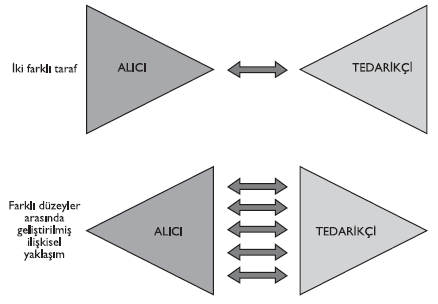 İki farklı taraf
ALICI
TEDARİKÇİ
Farklı düzeyler
arasında
geliştirilmiş
ilişkisel
yaklaşım
ALICI
TEDARİKÇİ